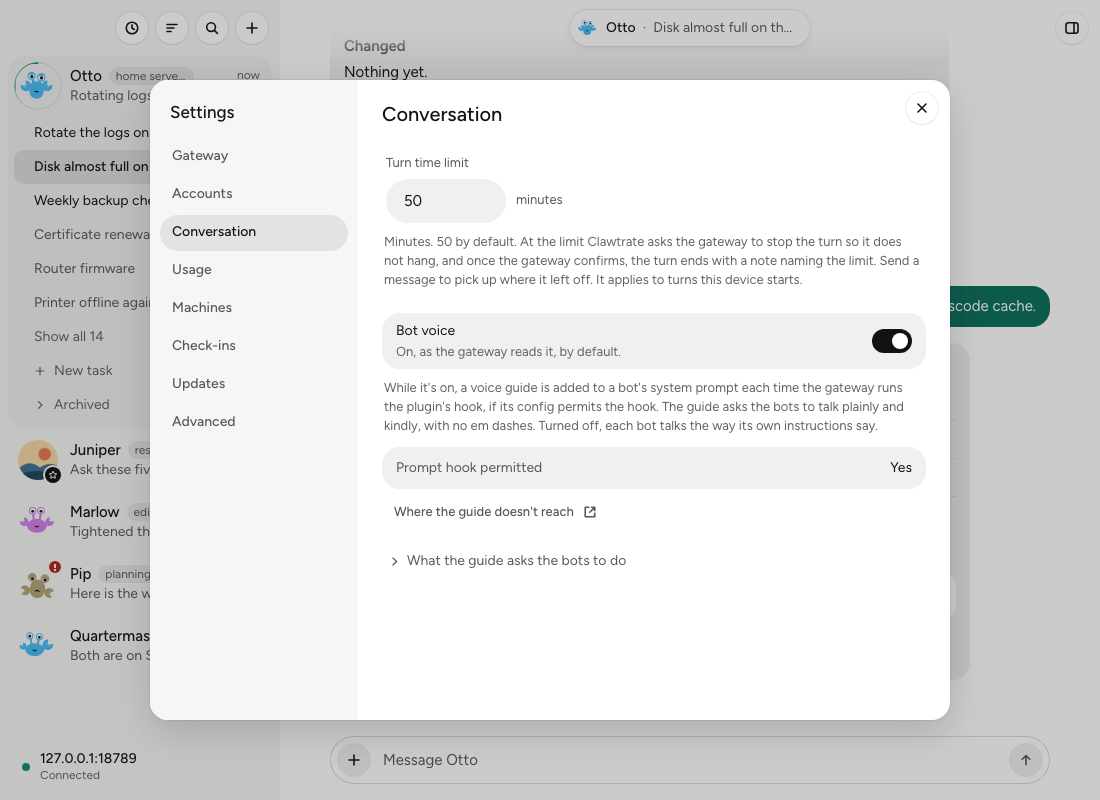 Otto · Disk almost full on th...
Changed
Nothing yet.
Otto home serve... now
Rotating logs
Rotate the logs on
Disk almost full on
Weekly backup che
Certificate renewa
Router firmware
Printer offline again
Show all 14
New task
Archived
Juniper res
Ask these five
Marlow edi
Tightened th
Pip planning
Here is the w
Quartermas
Both are on S
127.0.0.1:18789
Connected
Settings
Gateway
Accounts
Conversation
Usage
Machines
Check-ins
Updates
Advanced
Conversation
Turn time limit
50 minutes
Minutes. 50 by default. At the limit Clawtrate asks the gateway to stop the turn so it does
not hang, and once the gateway confirms, the turn ends with a note naming the limit. Send a
message to pick up where it left off. It applies to turns this device starts.
Bot voice
On, as the gateway reads it, by default.
While it's on, a voice guide is added to a bot's system prompt each time the gateway runs
the plugin's hook, if its config permits the hook. The guide asks the bots to talk plainly and
kindly, with no em dashes. Turned off, each bot talks the way its own instructions say.
Prompt hook permitted Yes
Where the guide doesn't reach
What the guide asks the bots to do
scode cache.
Message Otto